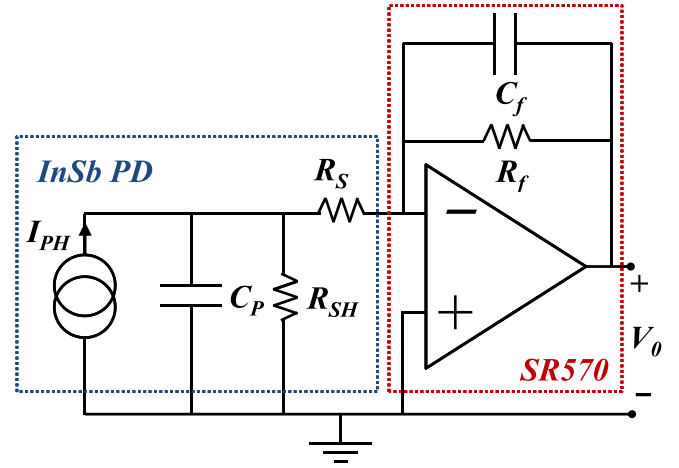 C_f
InSb PD
R_S
R_f
I_PH
−
C_P
R_SH
+
+
V_0
SR570
−